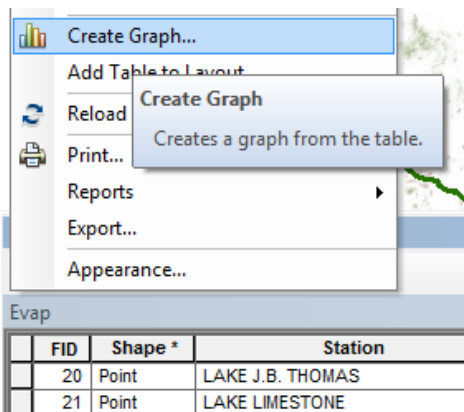 Create Graph...
Add Table to Layout
Create Graph
Creates a graph from the table.
Reload
Print...
Reports
Export...
Appearance...
Evap
FID Shape * Station
20 Point LAKE J.B. THOMAS
21 Point LAKE LIMESTONE